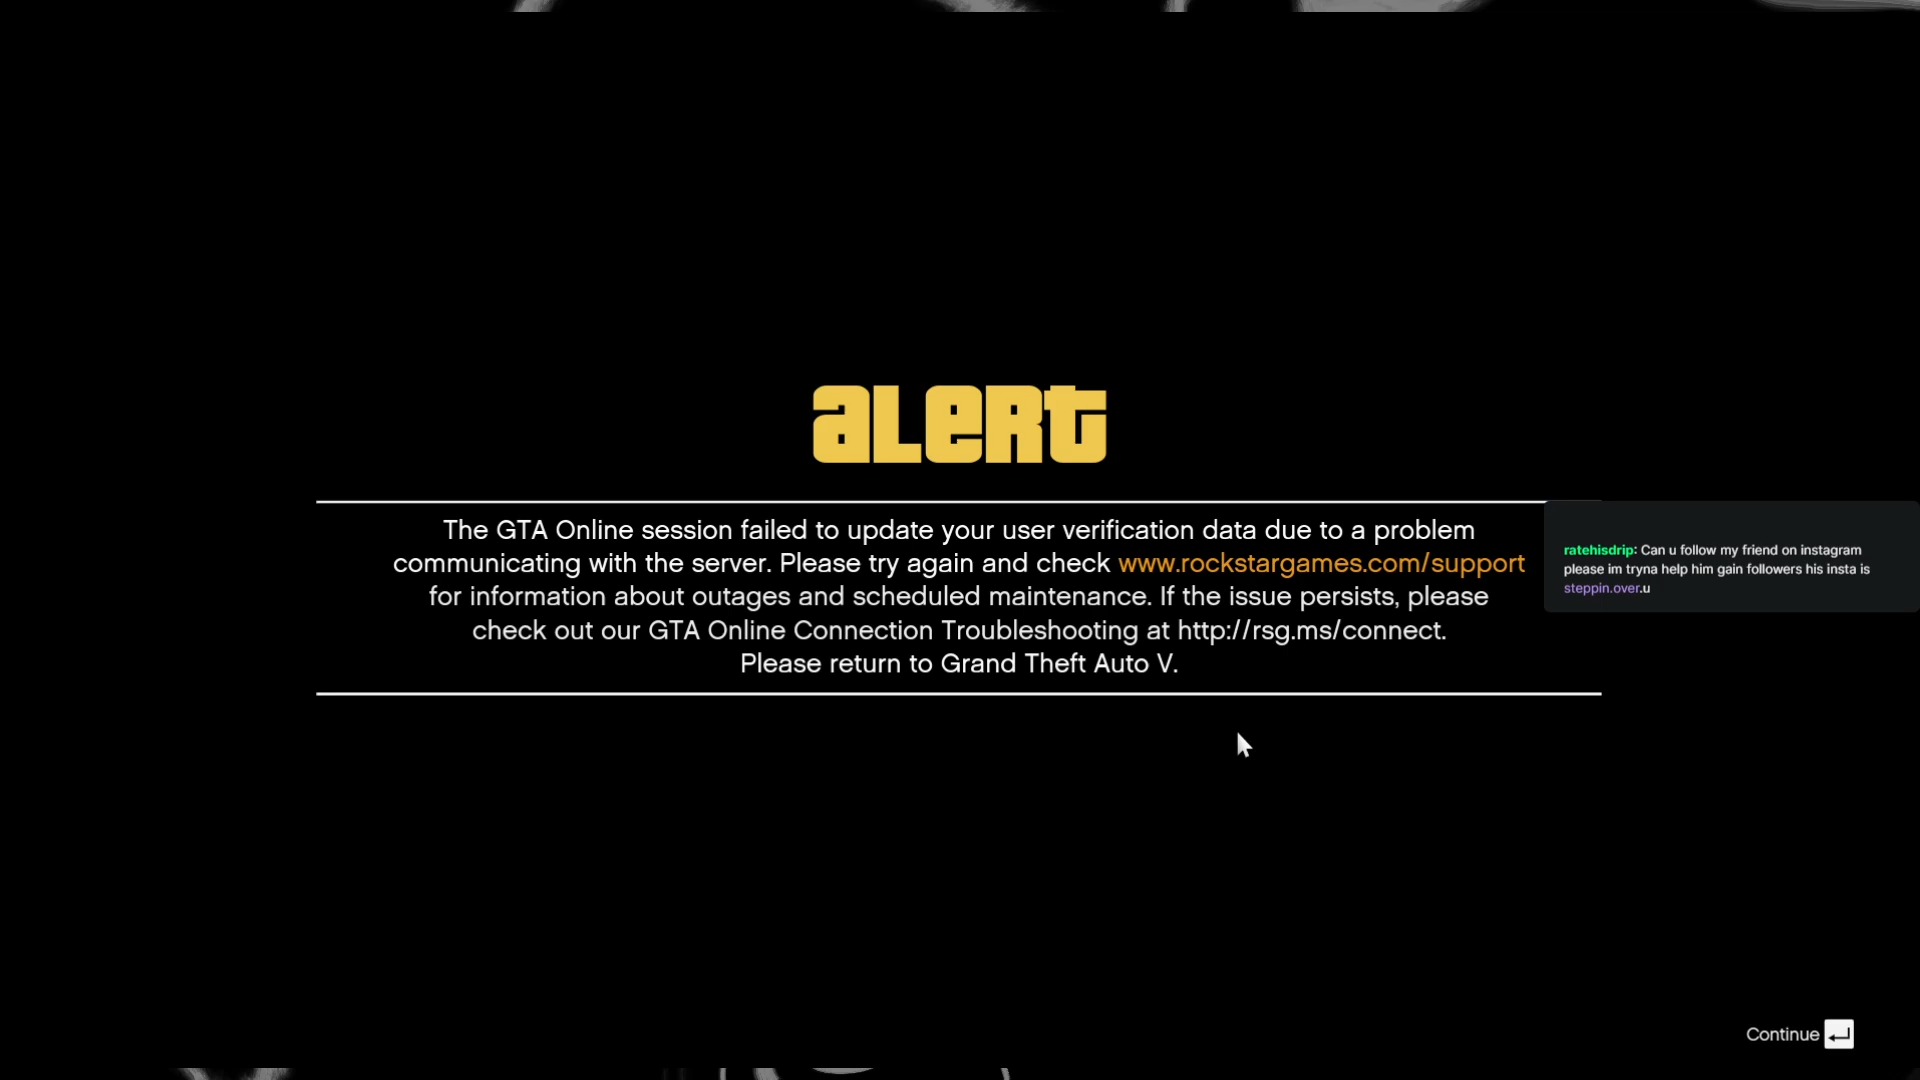 aLeRt
The GTA Online session failed to update your user verification data due to a problem
communicating with the server. Please try again and check www.rockstargames.com/support
for information about outages and scheduled maintenance. If the issue persists, please
check out our GTA Online Connection Troubleshooting at http://rsg.ms/connect.
Please return to Grand Theft Auto V.
ratehisdrip: Can u follow my friend on instagram
please im tryna help him gain followers his insta is
steppin.over.u
Continue